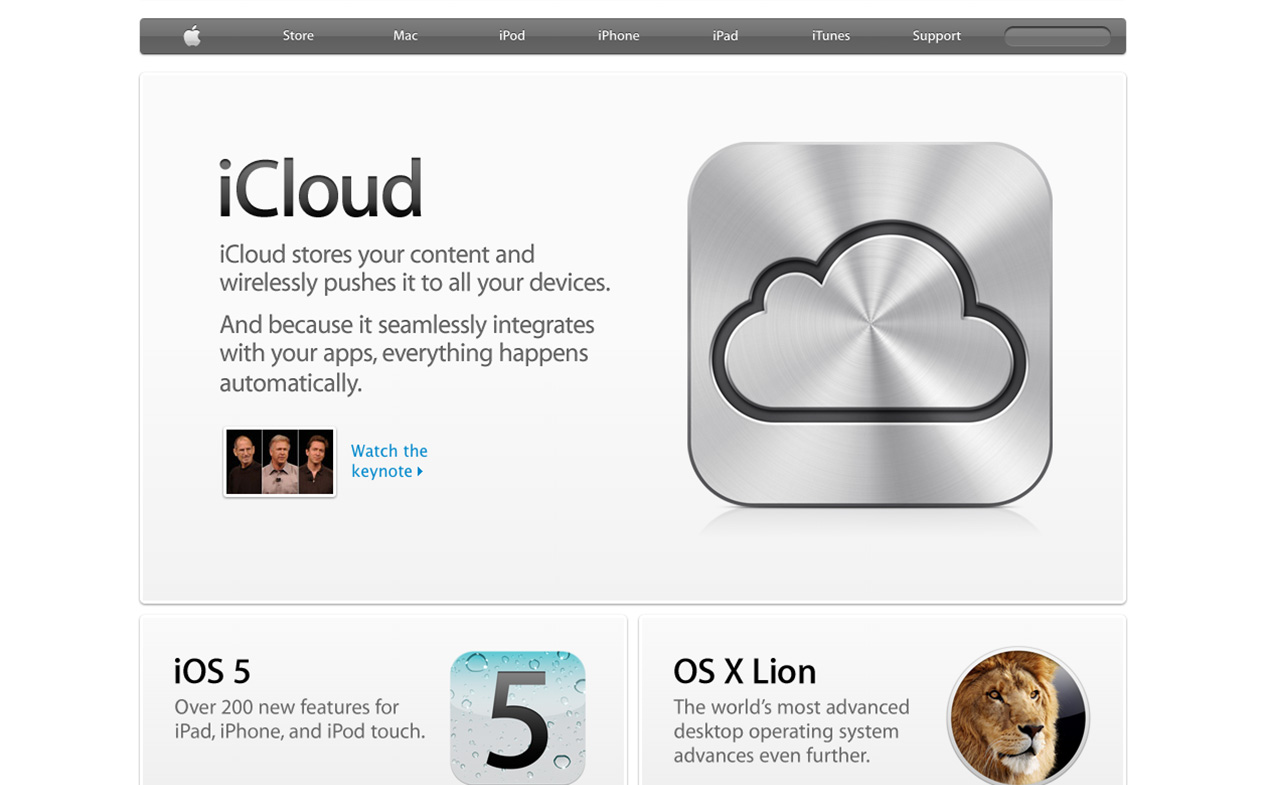 Store Mac iPod iPhone iPad iTunes Support
iCloud
iCloud stores your content and
wirelessly pushes it to all your devices.
And because it seamlessly integrates
with your apps, everything happens
automatically.
Watch the
keynote
iOS 5
Over 200 new features for
iPad, iPhone, and iPod touch.
5
OS X Lion
The world’s most advanced
desktop operating system
advances even further.